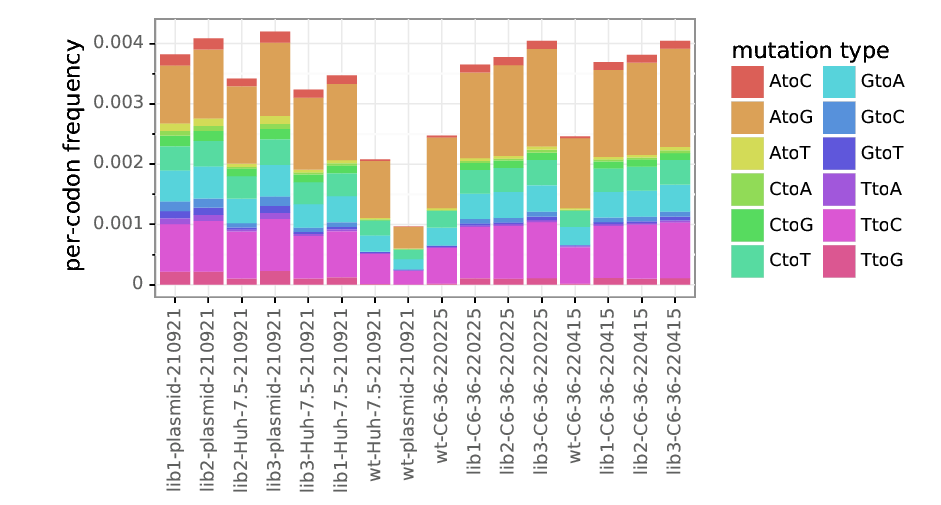 per-codon frequency
0.004
0.003
0.002
0.001
0
lib1-plasmid-210921
lib2-plasmid-210921
lib2-Huh-7.5-210921
lib3-plasmid-210921
lib3-Huh-7.5-210921
lib1-Huh-7.5-210921
wt-Huh-7.5-210921
wt-plasmid-210921
wt-C6-36-220225
lib1-C6-36-220225
lib2-C6-36-220225
lib3-C6-36-220225
wt-C6-36-220415
lib1-C6-36-220415
lib2-C6-36-220415
lib3-C6-36-220415
mutation type
AtoC
AtoG
AtoT
CtoA
CtoG
CtoT
GtoA
GtoC
GtoT
TtoA
TtoC
TtoG